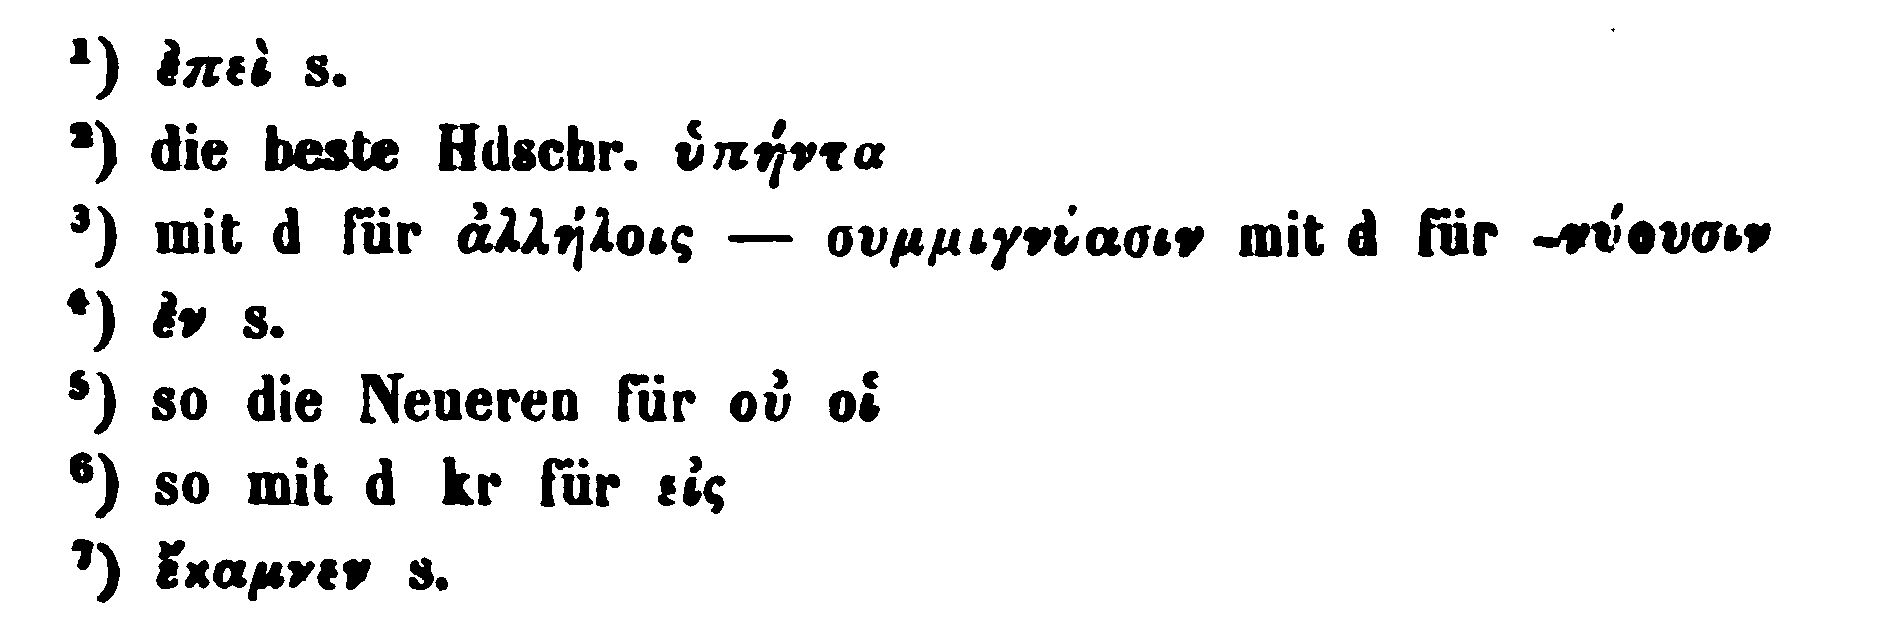 ¹) ἐπεὶ s.
²) die beste Hdschr. ὑπήντα
³) mit d für ἀλλήλοις — συμμιγνύασιν mit d für -νύουσιν
⁴) ἐν s.
⁵) so die Neueren für οὐ οἱ
⁶) so mit d kr für εἰς
⁷) ἔκαμνεν s.